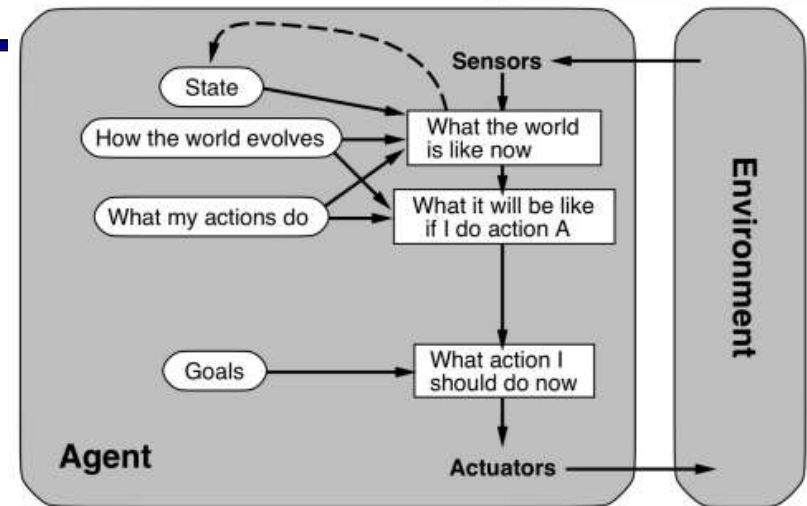 Sensors
State
What the world
is like now
How the world evolves
What my actions do
What it will be like
if I do action A
Environment
Goals
What action I
should do now
Agent
Actuators